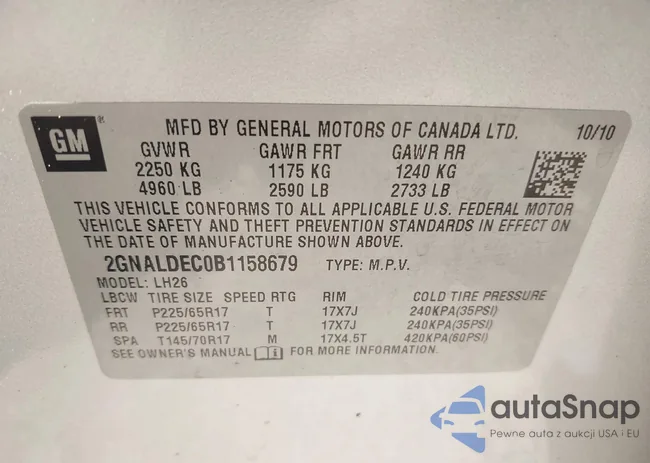 GM
®
MFD BY GENERAL MOTORS OF CANADA LTD. 10/10
GVWR GAWR FRT GAWR RR
2250 KG 1175 KG 1240 KG
4960 LB 2590 LB 2733 LB
THIS VEHICLE CONFORMS TO ALL APPLICABLE U.S. FEDERAL MOTOR
VEHICLE SAFETY AND THEFT PREVENTION STANDARDS IN EFFECT ON
THE DATE OF MANUFACTURE SHOWN ABOVE.
2GNALDEC0B1158679 TYPE: M.P.V.
MODEL: LH26
LBCW TIRE SIZE SPEED RTG RIM COLD TIRE PRESSURE
FRT P225/65R17 T 17X7J 240KPA(35PSI)
RR P225/65R17 T 17X7J 240KPA(35PSI)
SPA T145/70R17 M 17X4.5T 420KPA(60PSI)
SEE OWNER'S MANUAL FOR MORE INFORMATION.
autaSnap
Pewne auta z aukcji USA i EU